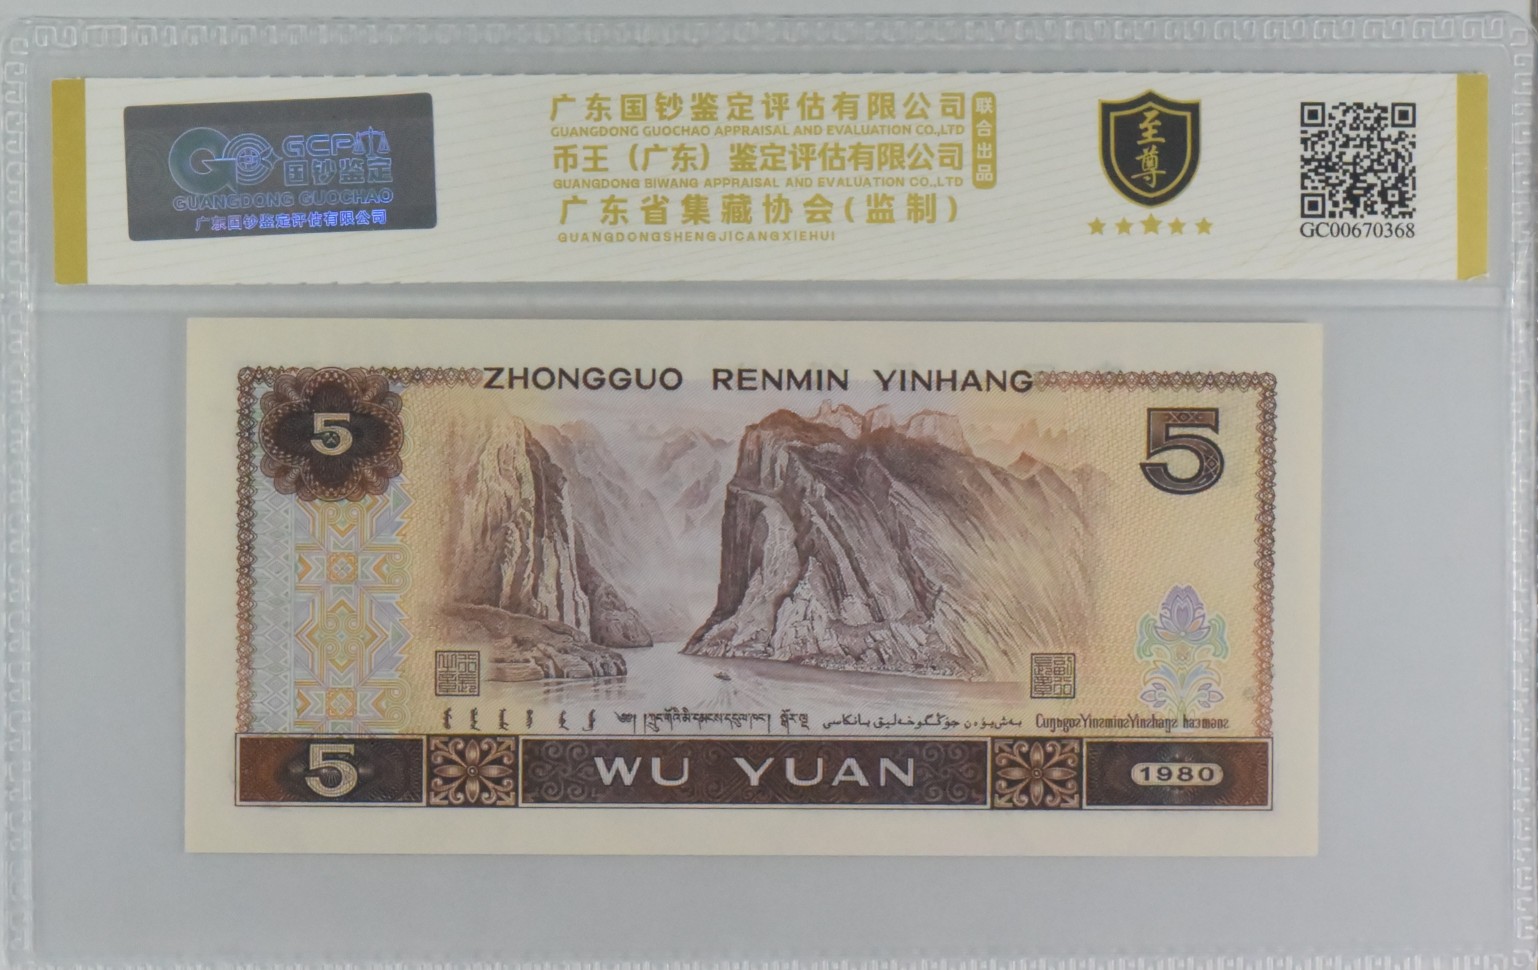 GCP
国钞鉴定
GUANGDONG GUOCHAO
广东国钞鉴定评估有限公司
广东国钞鉴定评估有限公司
GUANGDONG GUOCHAO APPRAISAL AND EVALUATION CO.,LTD
币王（广东）鉴定评估有限公司
GUANGDONG BIWANG APPRAISAL AND EVALUATION CO.,LTD
广东省集藏协会(监制)
GUANGDONGSHENGJICANGXIEHUI
联合出品
至尊
GC00670368
ZHONGGUO RENMIN YINHANG
5
5
༄༅། །ཀྲུང་གོའི་མི་དམངས་དངུལ་ཁང་། སྒོར་ལྔ
5
WU YUAN
1980